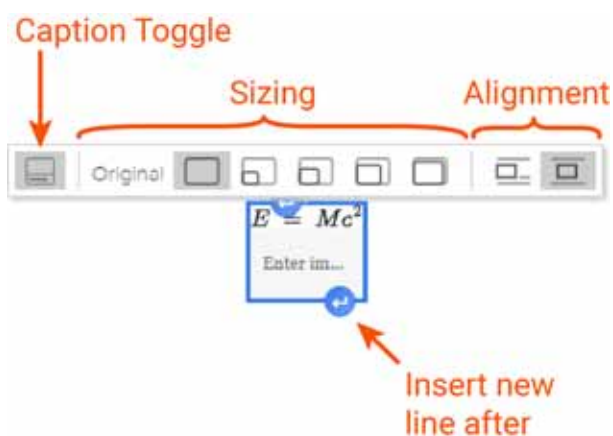 Caption Toggle
Sizing
Alignment
Original
E = Mc²
Enter im...
Insert new
line after